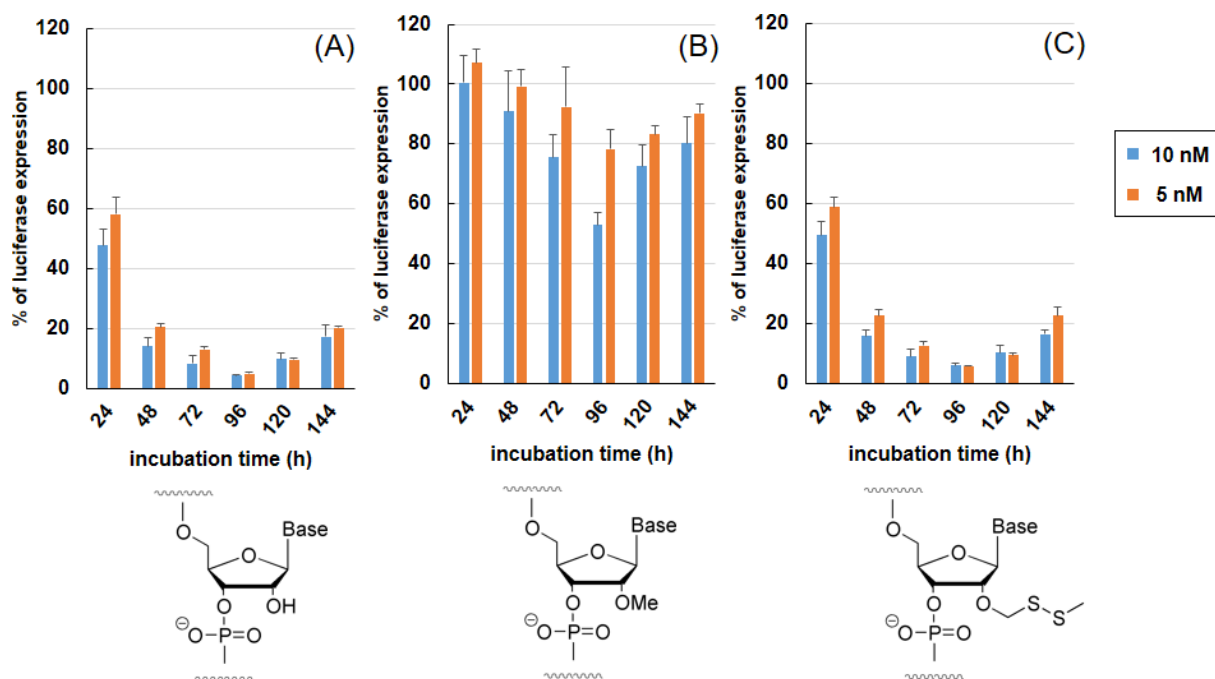 (A)
% of luciferase expression
120
100
80
60
40
20
0
24
48
72
96
120
144
incubation time (h)
(B)
% of luciferase expression
120
100
80
60
40
20
0
24
48
72
96
120
144
incubation time (h)
(C)
% of luciferase expression
120
100
80
60
40
20
0
24
48
72
96
120
144
incubation time (h)
10 nM
5 nM
O
Base
O
O
OH
⊖
O-P=O
O
Base
O
O
OMe
⊖
O-P=O
O
Base
O
O
O
S
S
⊖
O-P=O